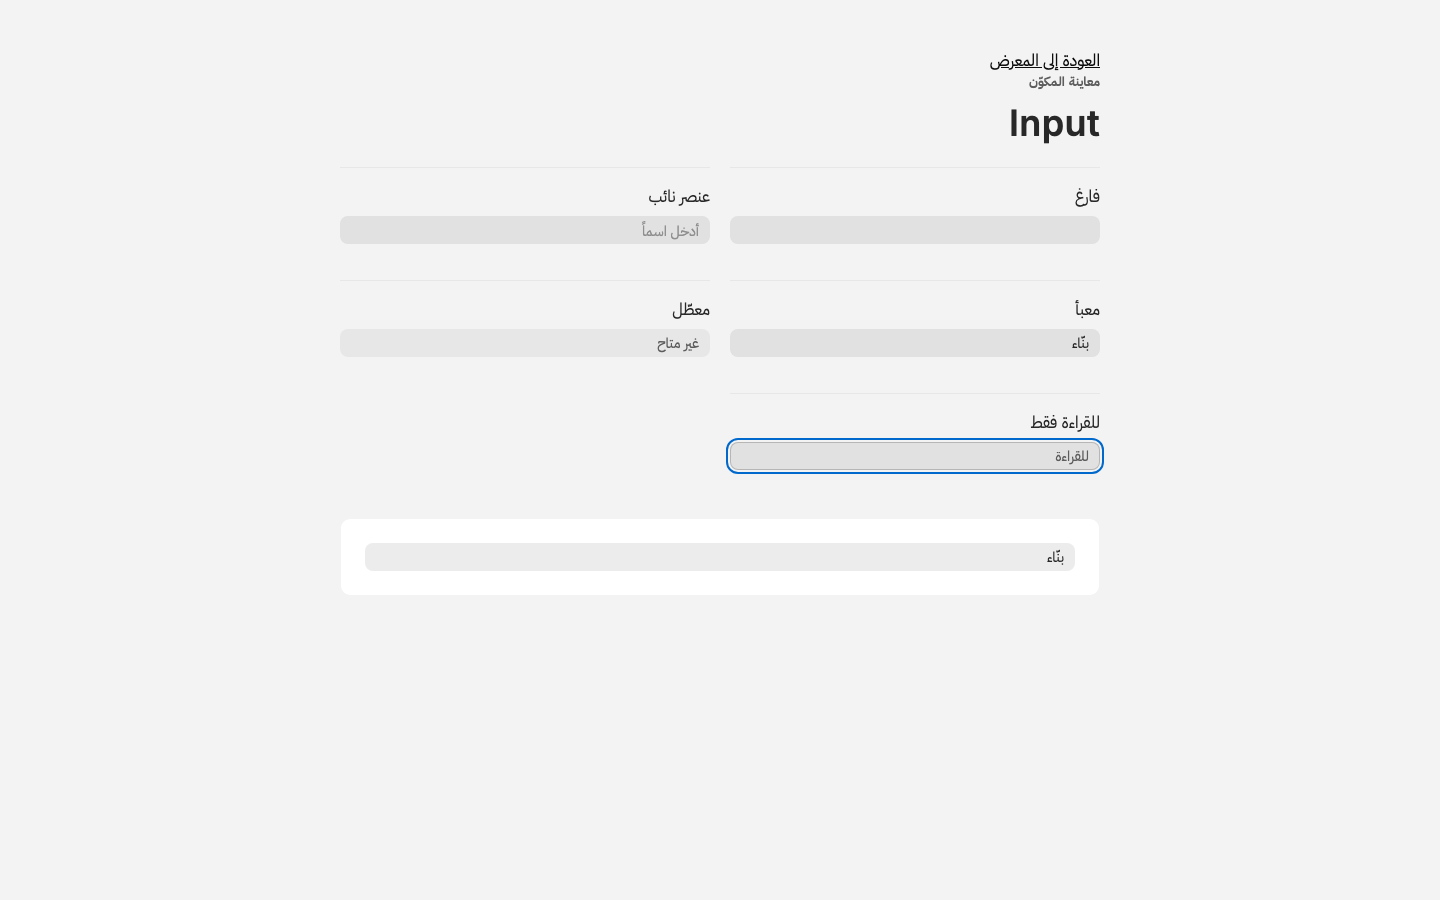 العودة إلى المعرض
معاينة المكوّن
Input
فارغ
عنصر نائب
أدخل اسماً
معبأ
بنّاء
معطّل
غير متاح
للقراءة فقط
للقراءة
بنّاء